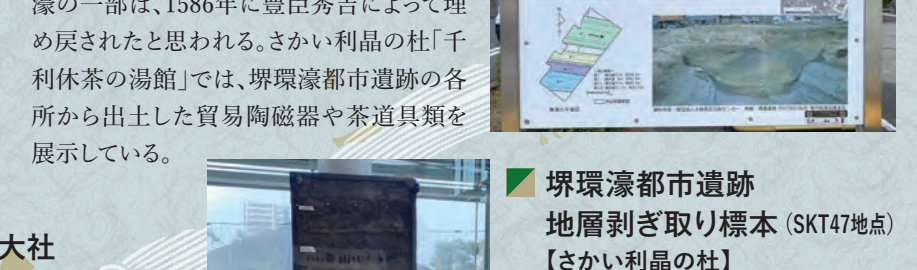 濠の一部は、1586年に豊臣秀吉によって埋
め戻されたと思われる。さかい利晶の杜「千
利休茶の湯館」では、堺環濠都市遺跡の各
所から出土した貿易陶磁器や茶道具類を
展示している。
堺環濠都市遺跡
地層剥ぎ取り標本(SKT47地点)
【さかい利晶の杜】
大社